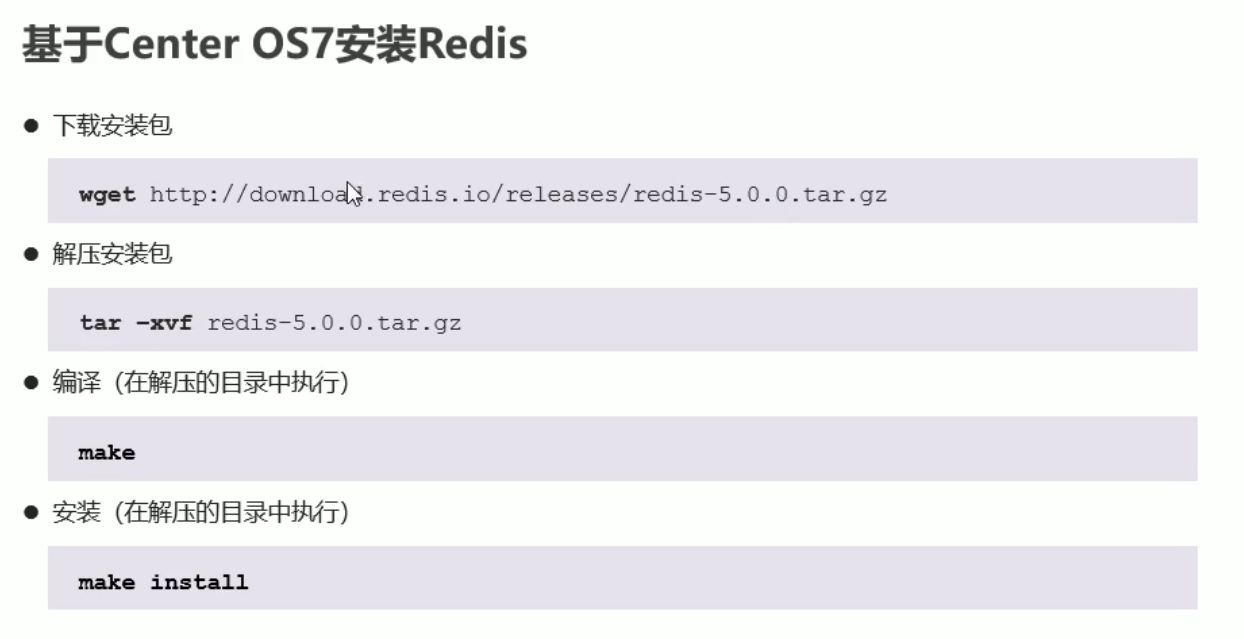 基于Center OS7安装Redis
● 下载安装包
wget http://download.redis.io/releases/redis-5.0.0.tar.gz
● 解压安装包
tar –xvf redis-5.0.0.tar.gz
● 编译（在解压的目录中执行）
make
● 安装（在解压的目录中执行）
make install